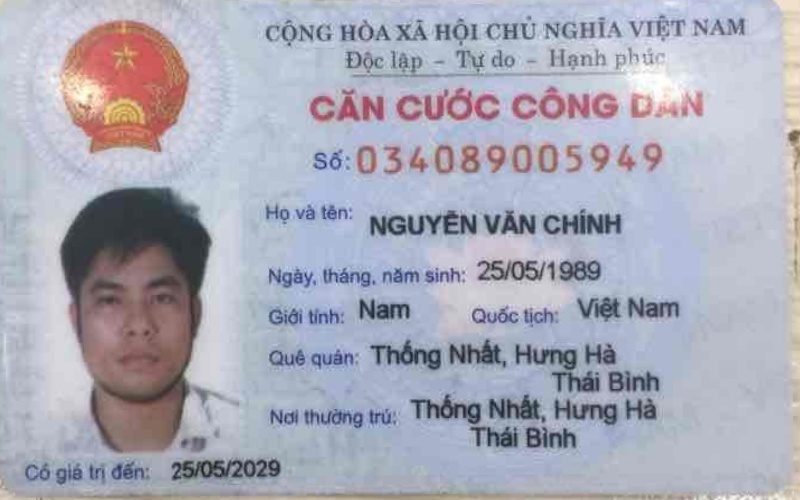 CỘNG HÒA XÃ HỘI CHỦ NGHĨA VIỆT NAM
Độc lập - Tự do - Hạnh phúc
CĂN CƯỚC CÔNG DÂN
Số: 034089005949
Họ và tên: NGUYỄN VĂN CHÍNH
Ngày, tháng, năm sinh: 25/05/1989
Giới tính: Nam Quốc tịch: Việt Nam
Quê quán: Thống Nhất, Hưng Hà
Thái Bình
Nơi thường trú: Thống Nhất, Hưng Hà
Thái Bình
Có giá trị đến: 25/05/2029